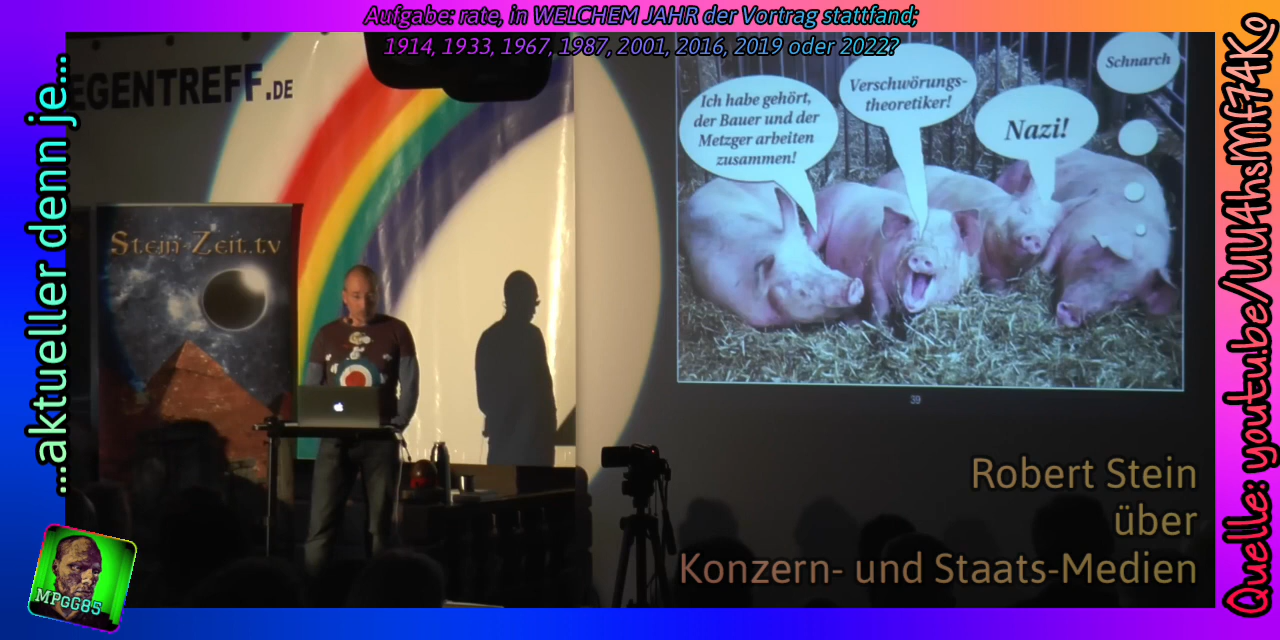 Aufgabe: rate, in WELCHEM JAHR der Vortrag stattfand;
1914, 1933, 1967, 1987, 2001, 2016, 2019 oder 2022?
...aktueller denn je...
EGENTREFF.DE
Stein-Zeit.tv
Ich habe gehört,
der Bauer und der
Metzger arbeiten
zusammen!
Verschwörungs-
theoretiker!
Nazi!
Schnarch
39
Robert Stein
über
Konzern- und Staats-Medien
MPGG85
Quelle: youtu.be/UU4hsMf74Ko